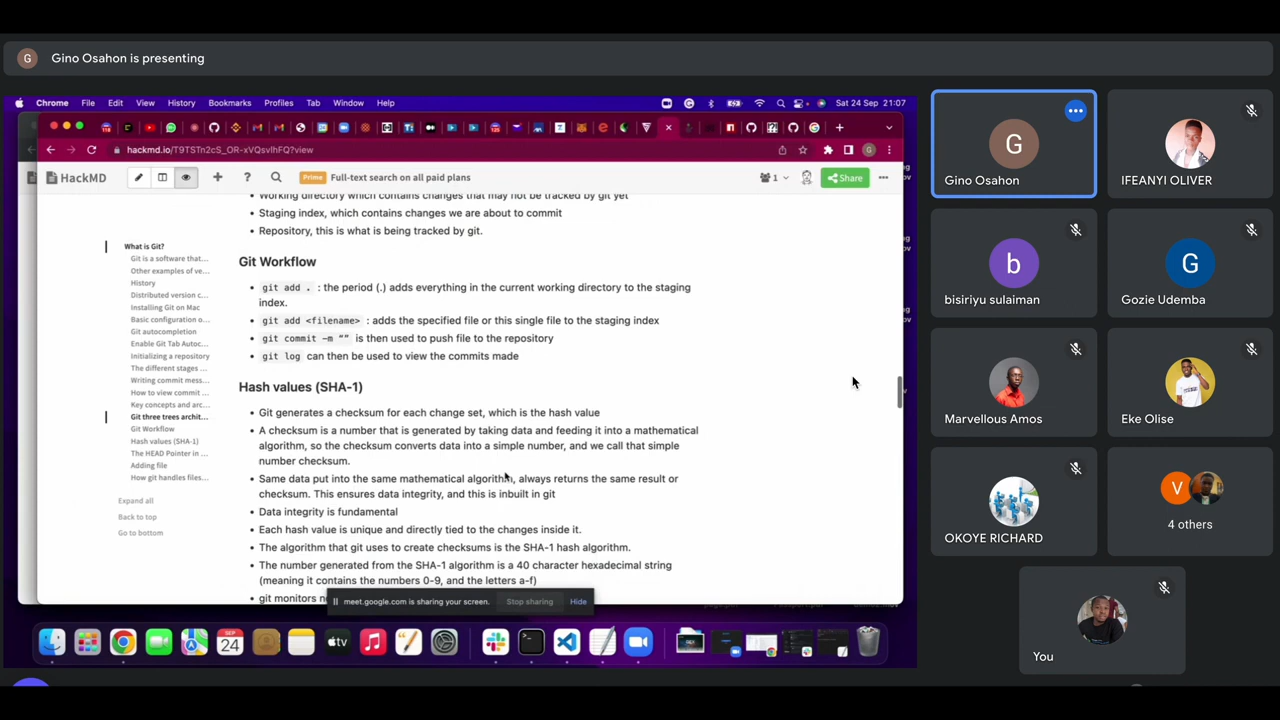 G Gino Osahon is presenting
Chrome File Edit View History Bookmarks Profiles Tab Window Help Sat 24 Sep 21:07
hackmd.io/T9TSTn2cS_OR-xVQsvlhFQ?view
HackMD Prime Full-text search on all paid plans 1 Share
Working directory which contains changes that may not be tracked by git yet
• Staging index, which contains changes we are about to commit
• Repository, this is what is being tracked by git.
Git Workflow
• git add . : the period (.) adds everything in the current working directory to the staging
index.
• git add <filename> : adds the specified file or this single file to the staging index
• git commit -m “” is then used to push file to the repository
• git log can then be used to view the commits made
Hash values (SHA-1)
• Git generates a checksum for each change set, which is the hash value
• A checksum is a number that is generated by taking data and feeding it into a mathematical
algorithm, so the checksum converts data into a simple number, and we call that simple
number checksum.
• Same data put into the same mathematical algorithm, always returns the same result or
checksum. This ensures data integrity, and this is inbuilt in git
• Data integrity is fundamental
• Each hash value is unique and directly tied to the changes inside it.
• The algorithm that git uses to create checksums is the SHA-1 hash algorithm.
• The number generated from the SHA-1 algorithm is a 40 character hexadecimal string
(meaning it contains the numbers 0-9, and the letters a-f)
• git monitors
What is Git?
Git is a software that...
Other examples of ve...
History
Distributed version c...
Installing Git on Mac
Basic configuration o...
Git autocompletion
Enable Git Tab Autoc...
Initializing a repository
The different stages ...
Writing commit mess...
How to view commit ...
Key concepts and arc...
Git three trees archit...
Git Workflow
Hash values (SHA-1)
The HEAD Pointer in ...
Adding file
How git handles files...
Expand all
Back to top
Go to bottom
meet.google.com is sharing your screen. Stop sharing Hide
SEP
24
tv
G
Gino Osahon
IFEANYI OLIVER
b
bisiriyu sulaiman
G
Gozie Udemba
Marvellous Amos
Eke Olise
OKOYE RICHARD
V
4 others
You